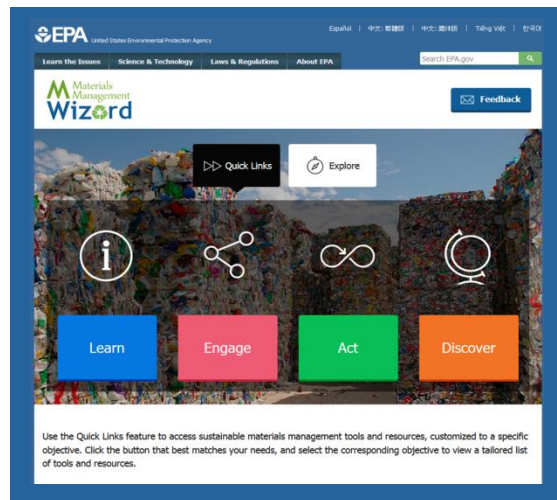 Español | 中文: 繁體版 | 中文: 簡体版 | Tiếng Việt | 한국어
EPA United States Environmental Protection Agency
Learn the Issues Science & Technology Laws & Regulations About EPA Search EPA.gov
Materials
Management
Wizard
Feedback
Quick Links Explore
Learn Engage Act Discover
Use the Quick Links feature to access sustainable materials management tools and resources, customized to a specific
objective. Click the button that best matches your needs, and select the corresponding objective to view a tailored list
of tools and resources.